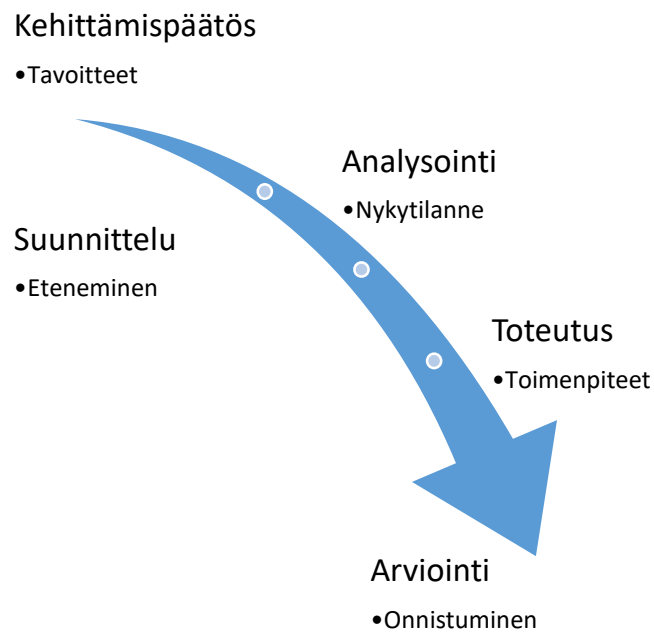 Kehittämispäätös
•Tavoitteet
Analysointi
•Nykytilanne
Suunnittelu
•Eteneminen
Toteutus
•Toimenpiteet
Arviointi
•Onnistuminen